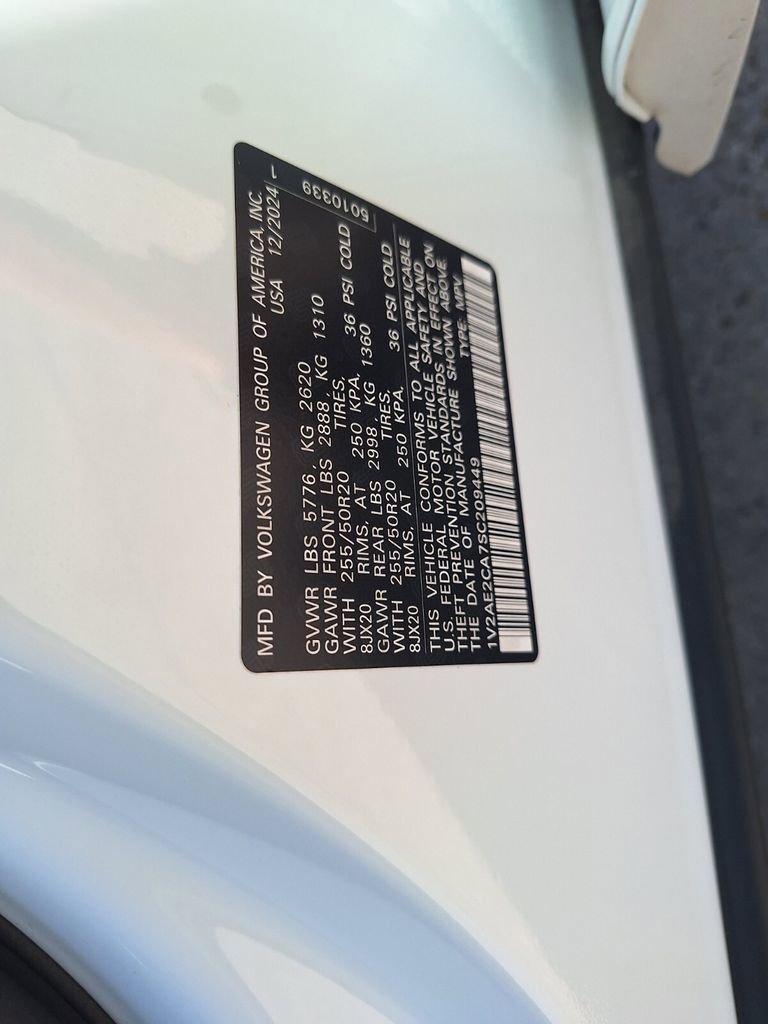 MFD BY VOLKSWAGEN GROUP OF AMERICA, INC.
USA 12/2024
5010339
GVWR LBS 5776, KG 2620
GAWR FRONT LBS 2888, KG 1310
WITH 255/50R20 TIRES,
8JX20 RIMS, AT 250 KPA, 36 PSI COLD
GAWR REAR LBS 2998, KG 1360
WITH 255/50R20 TIRES,
8JX20 RIMS, AT 250 KPA, 36 PSI COLD
THIS VEHICLE CONFORMS TO ALL APPLICABLE
U.S. FEDERAL MOTOR VEHICLE SAFETY AND
THEFT PREVENTION STANDARDS IN EFFECT ON
THE DATE OF MANUFACTURE SHOWN ABOVE.
1V2AE2CA7SC209449 TYPE: MPV